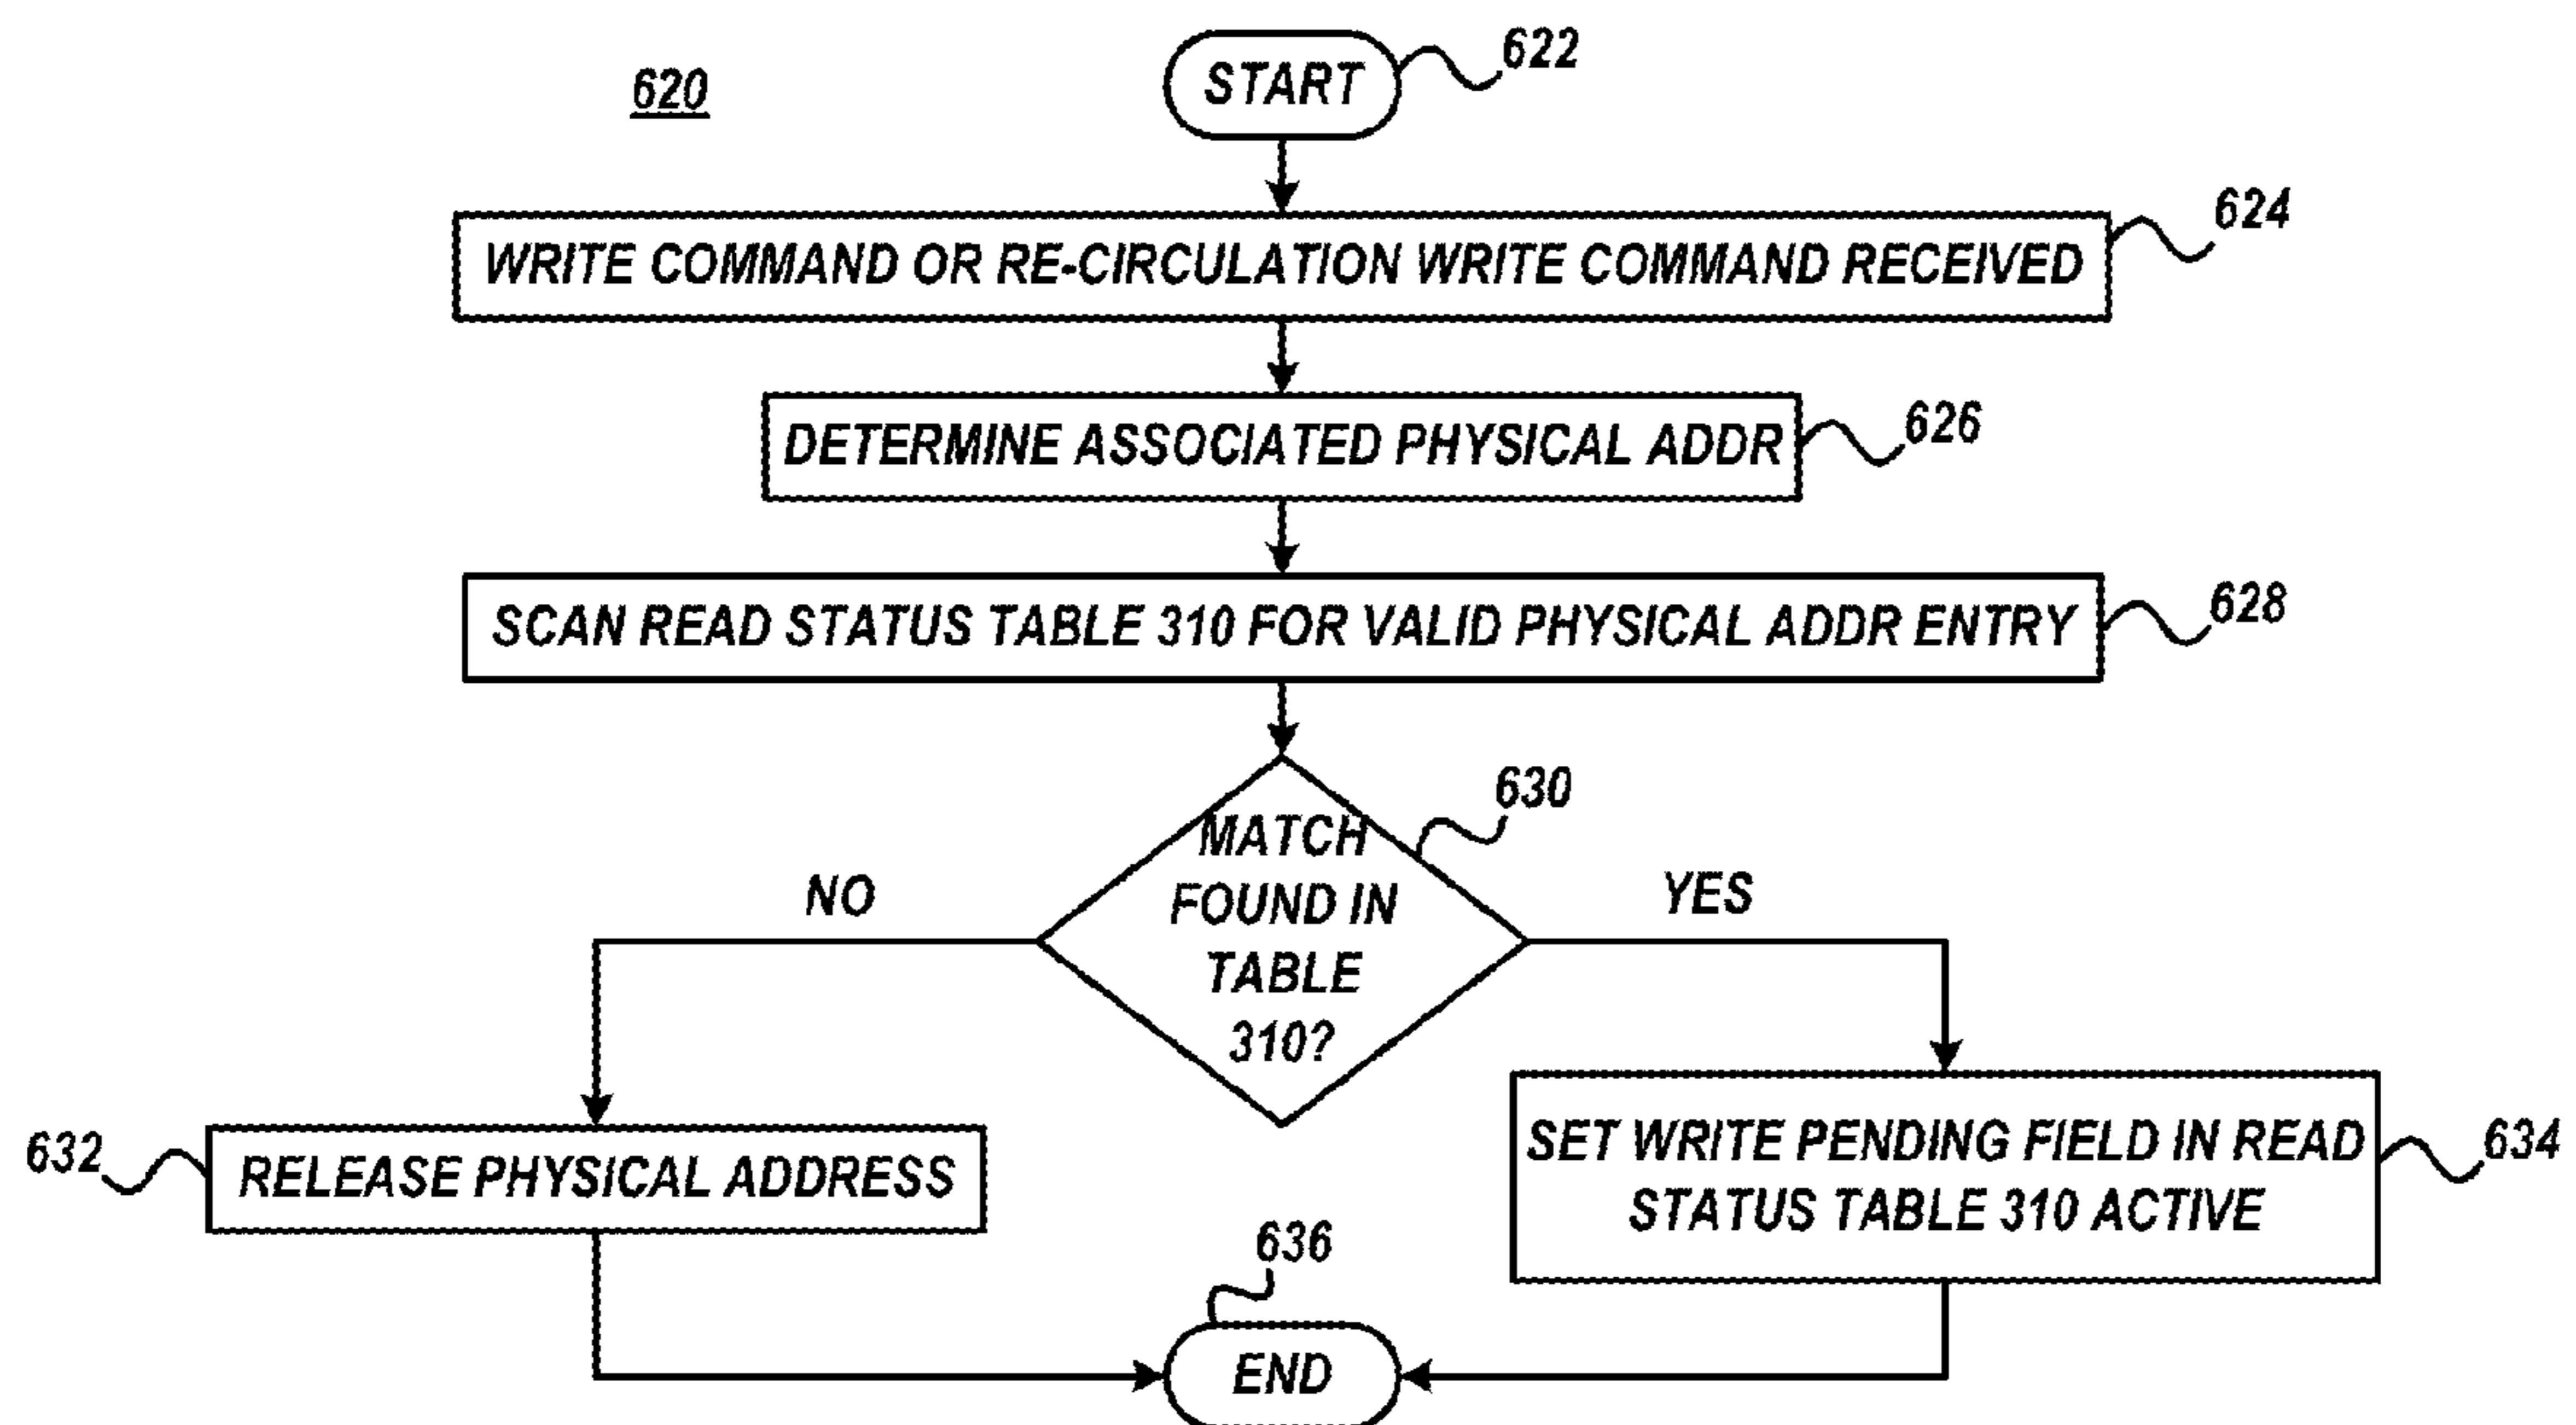 620
START
622
WRITE COMMAND OR RE-CIRCULATION WRITE COMMAND RECEIVED
624
DETERMINE ASSOCIATED PHYSICAL ADDR
626
SCAN READ STATUS TABLE 310 FOR VALID PHYSICAL ADDR ENTRY
628
MATCH
FOUND IN
TABLE
310?
630
NO
YES
632
RELEASE PHYSICAL ADDRESS
SET WRITE PENDING FIELD IN READ
STATUS TABLE 310 ACTIVE
634
636
END